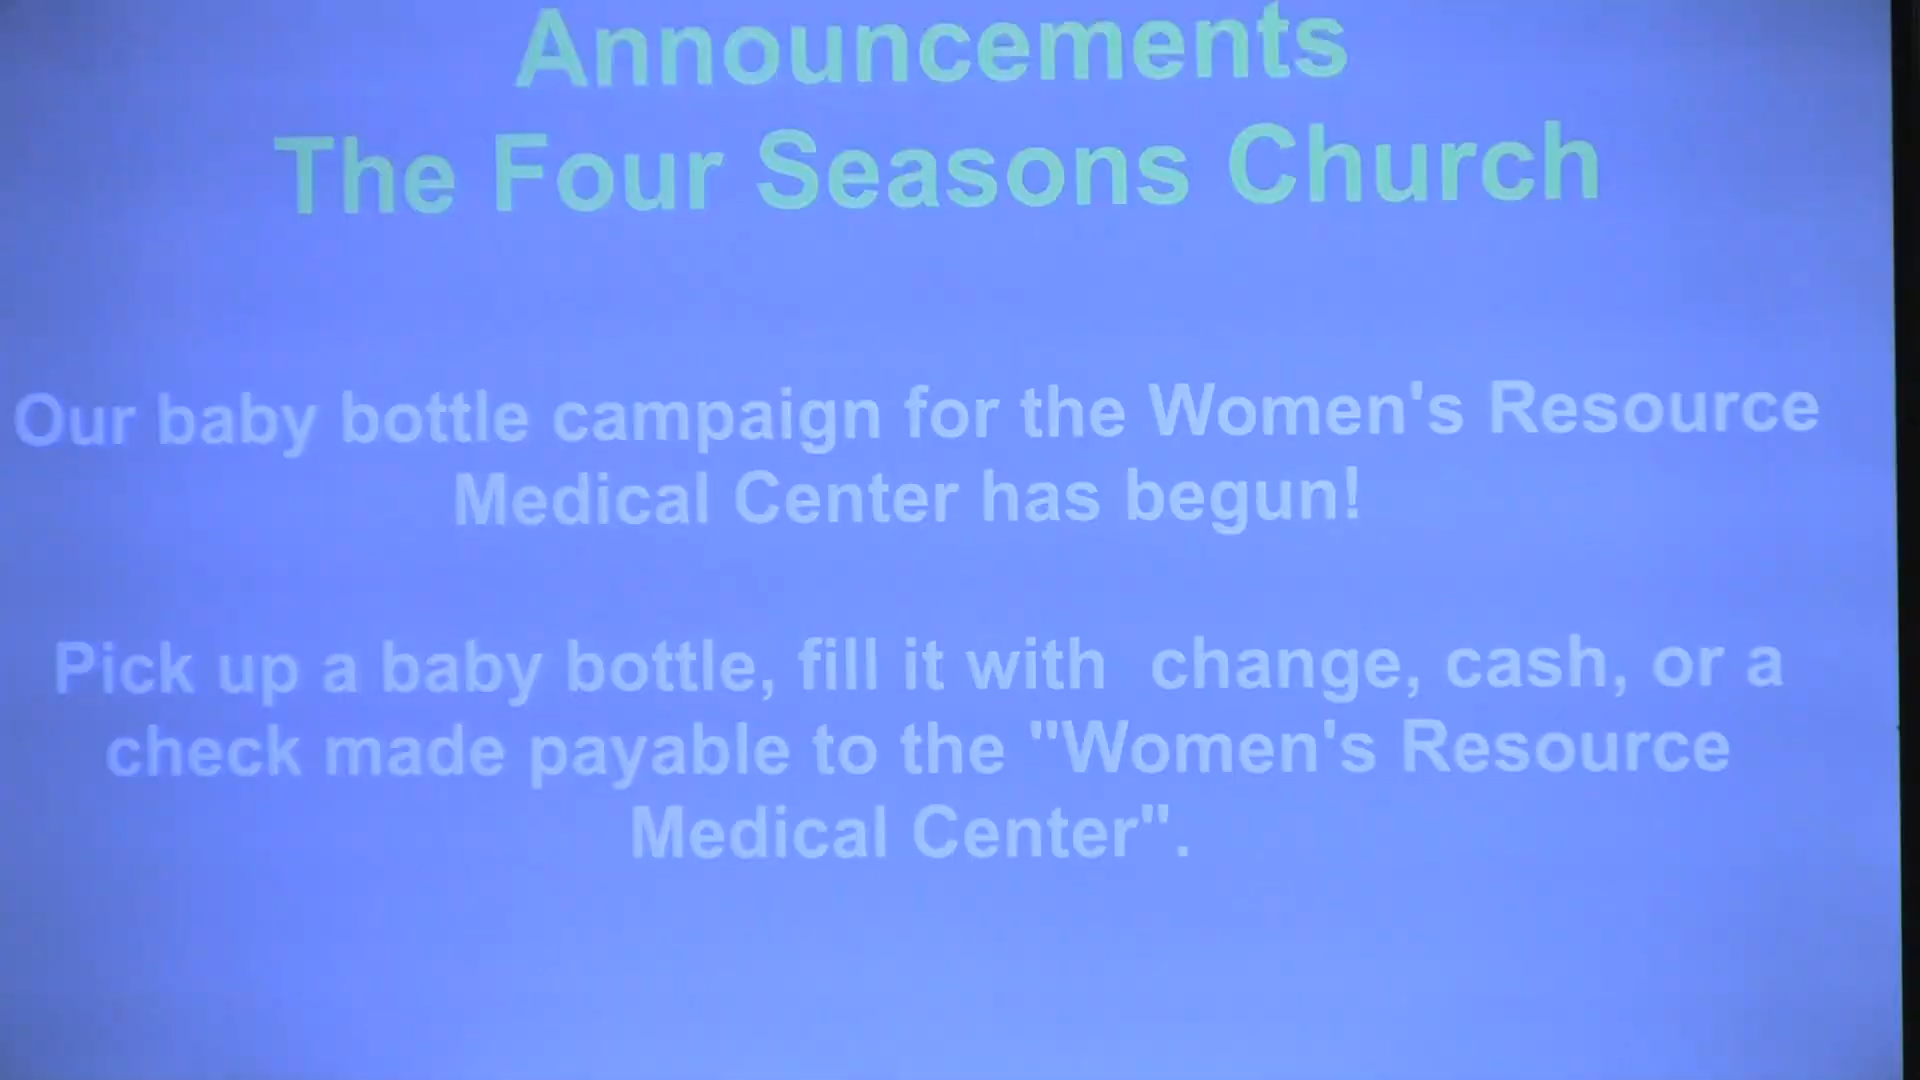 Announcements
The Four Seasons Church
Our baby bottle campaign for the Women's Resource
Medical Center has begun!
Pick up a baby bottle, fill it with  change, cash, or a
check made payable to the "Women's Resource
Medical Center".